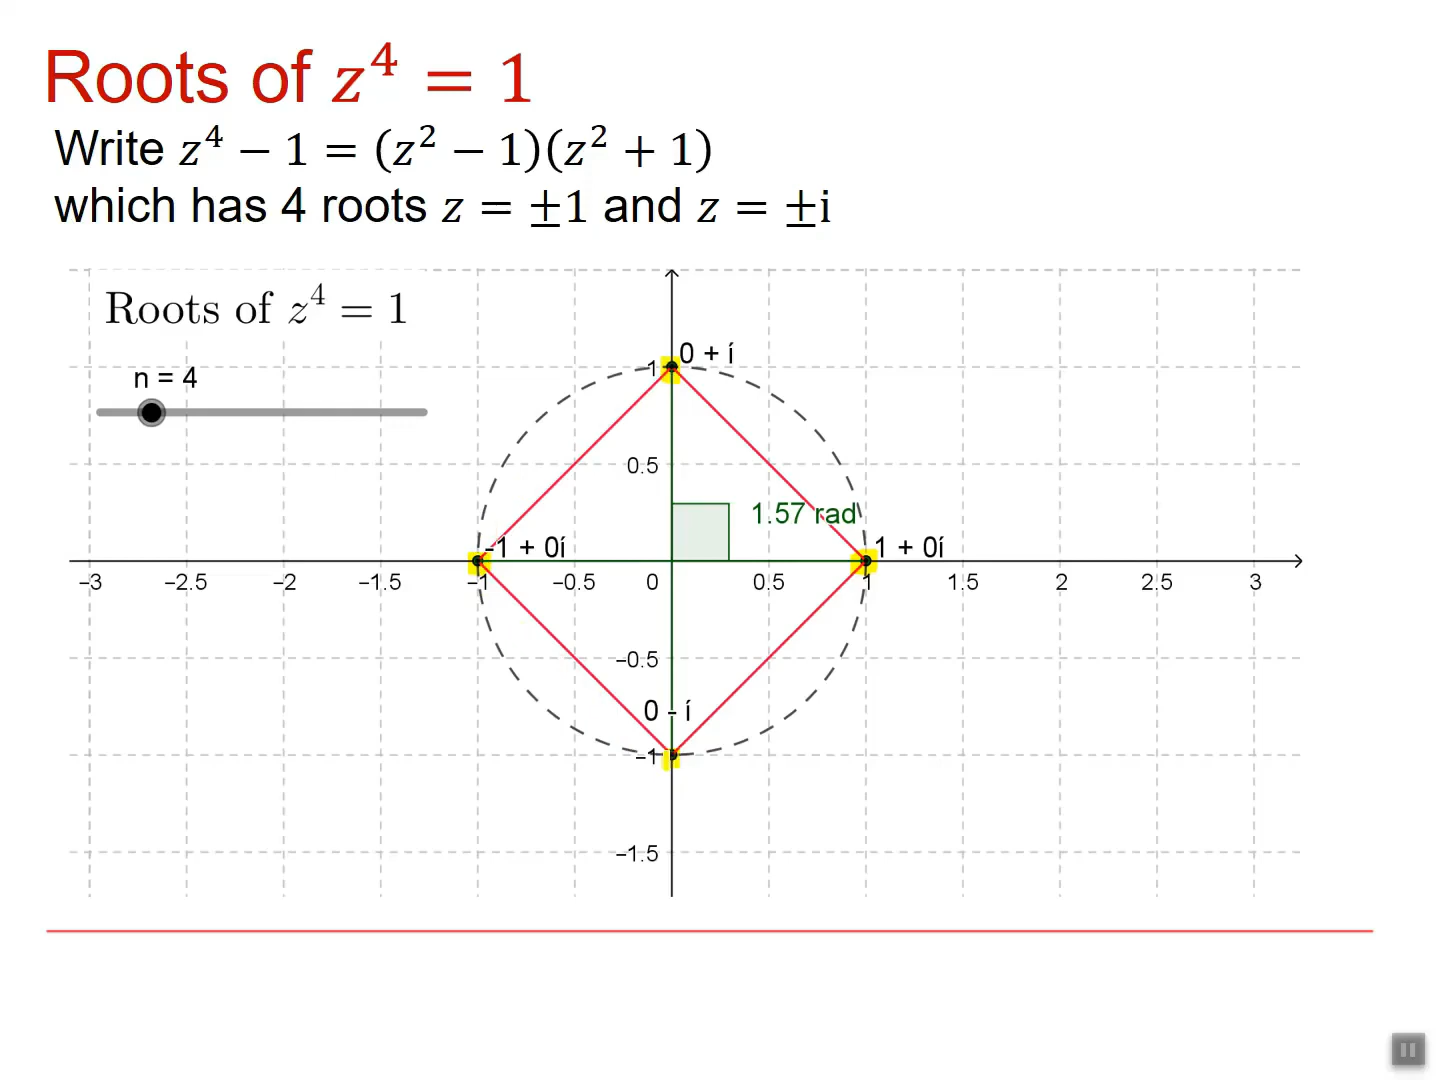 Roots of z⁴ = 1
Write z⁴ − 1 = (z² − 1)(z² + 1)
which has 4 roots z = ±1 and z = ±i
Roots of z⁴ = 1
n = 4
0 + í
1
0.5
1.57 rad
-1 + 0í
1 + 0í
−3 −2.5 −2 −1.5 −1 −0.5 0 0.5 1 1.5 2 2.5 3
−0.5
0 - í
−1
−1.5